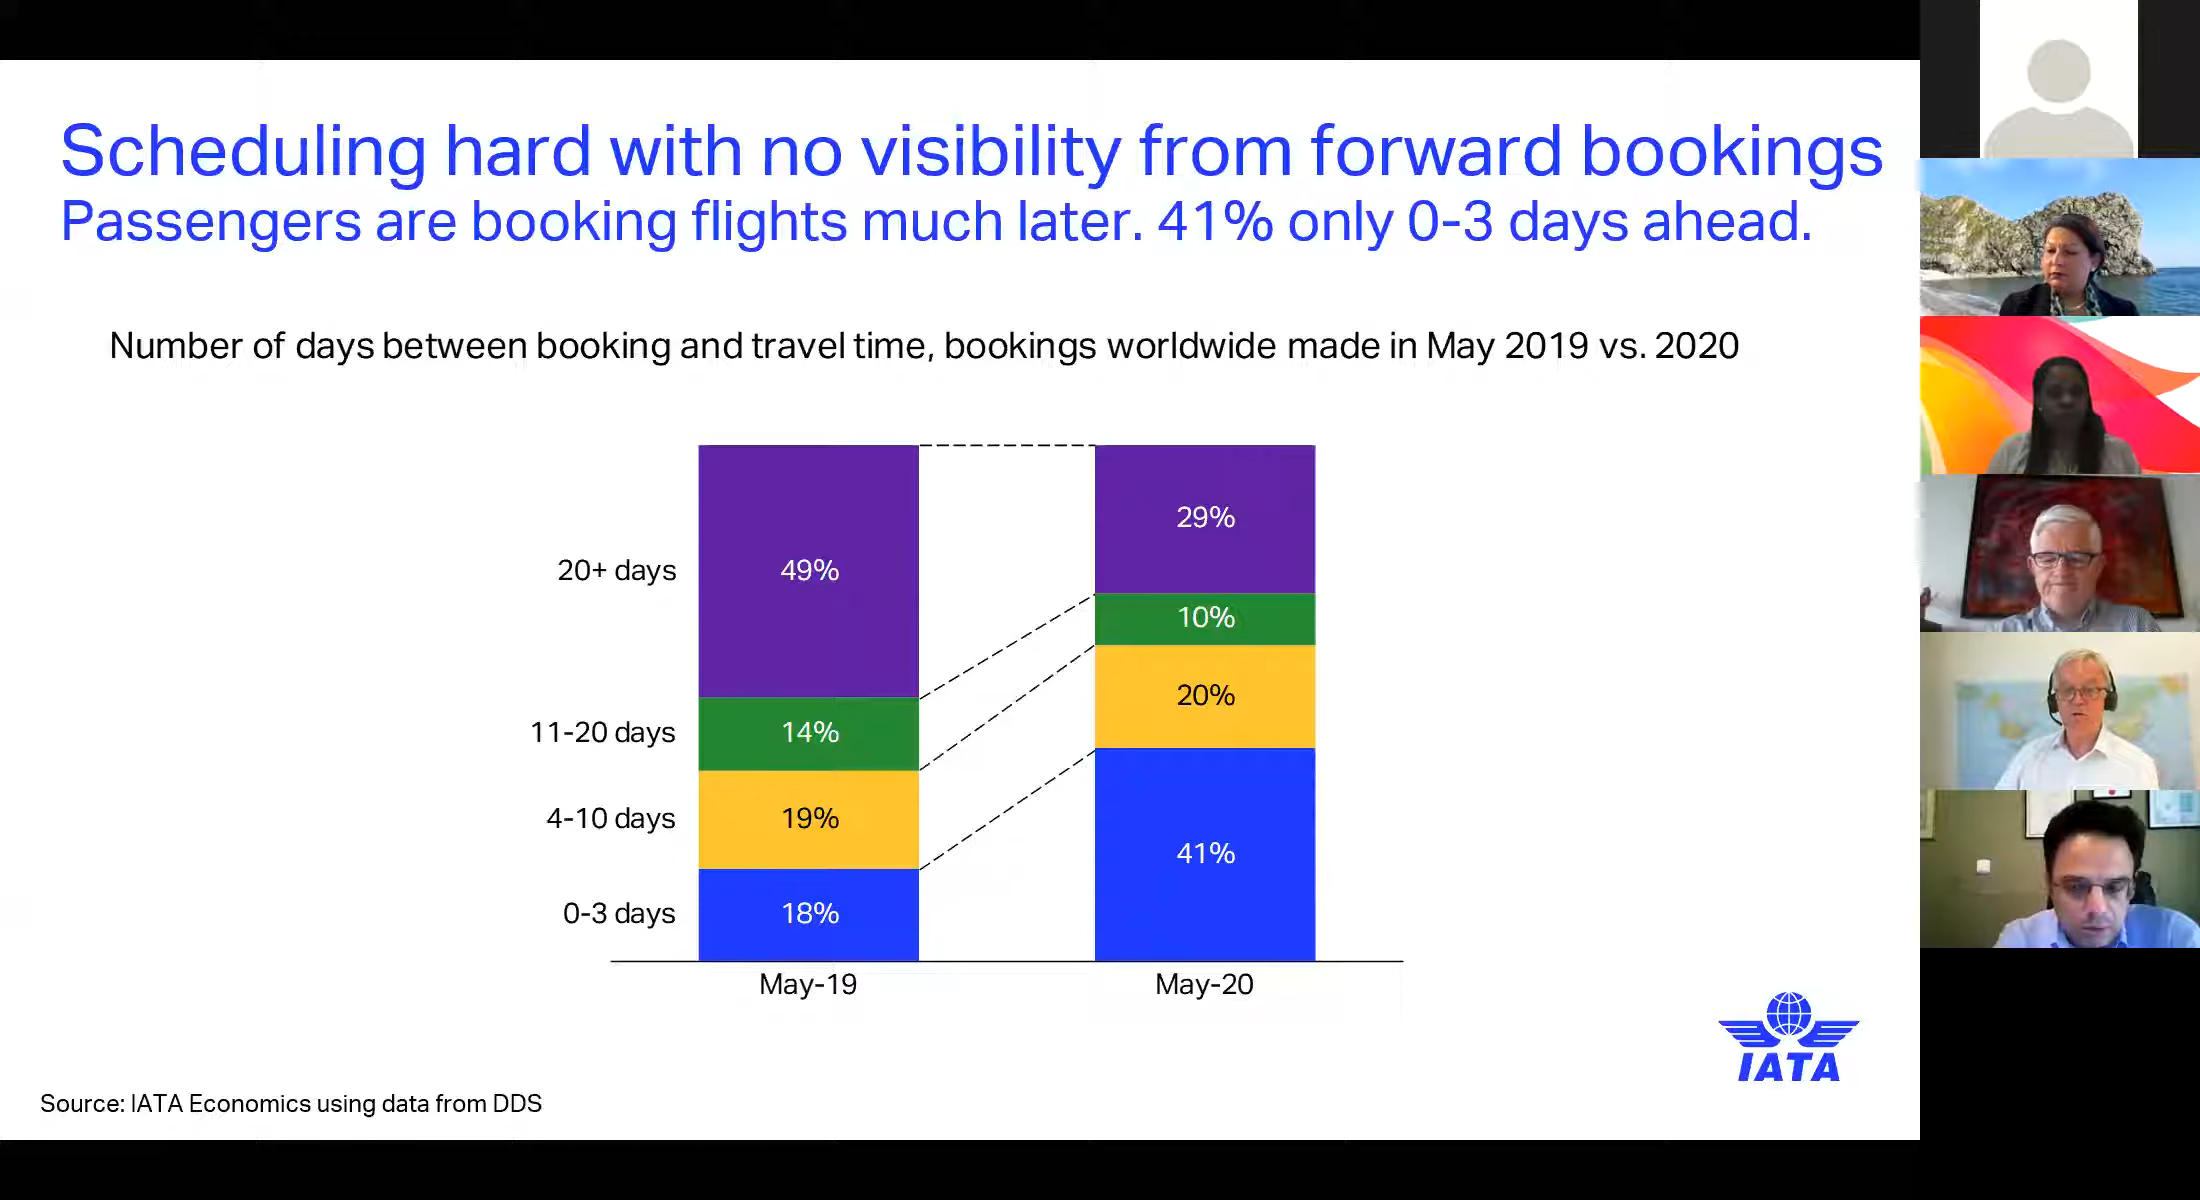 Scheduling hard with no visibility from forward bookings
Passengers are booking flights much later. 41% only 0-3 days ahead.
Number of days between booking and travel time, bookings worldwide made in May 2019 vs. 2020
20+ days
49%
29%
11-20 days
14%
10%
4-10 days
19%
20%
0-3 days
18%
41%
May-19
May-20
IATA
Source: IATA Economics using data from DDS